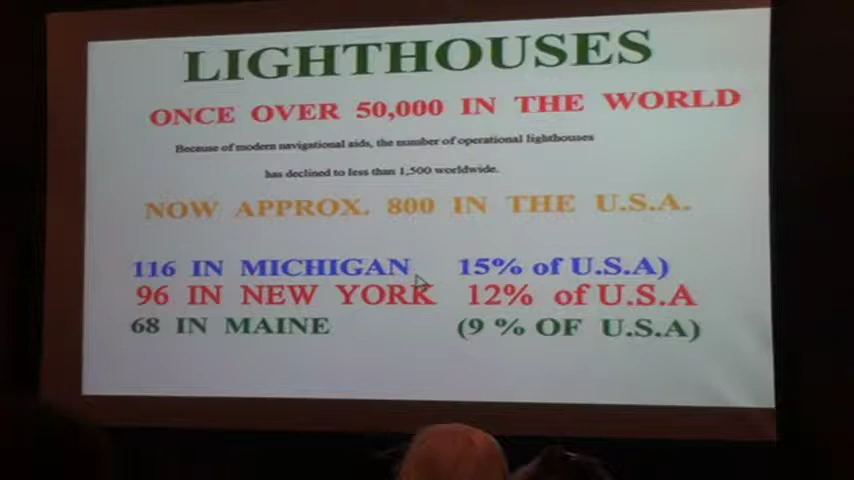 LIGHTHOUSES
ONCE OVER 50,000 IN THE WORLD
Because of modern navigational aids, the number of operational lighthouses
has declined to less than 1,500 worldwide.
NOW APPROX. 800 IN THE U.S.A.
116 IN MICHIGAN 15% of U.S.A)
96 IN NEW YORK 12% of U.S.A
68 IN MAINE (9 % OF U.S.A)